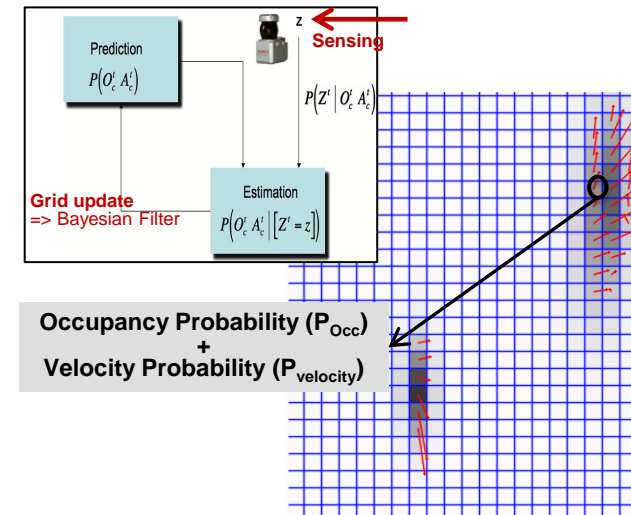 z
Sensing
Prediction
P(O_c^t A_c^t)
P(Z^t | O_c^t A_c^t)
Estimation
P(O_c^t A_c^t | [Z^t = z])
Grid update
=> Bayesian Filter
Occupancy Probability (P_Occ)
+
Velocity Probability (P_velocity)